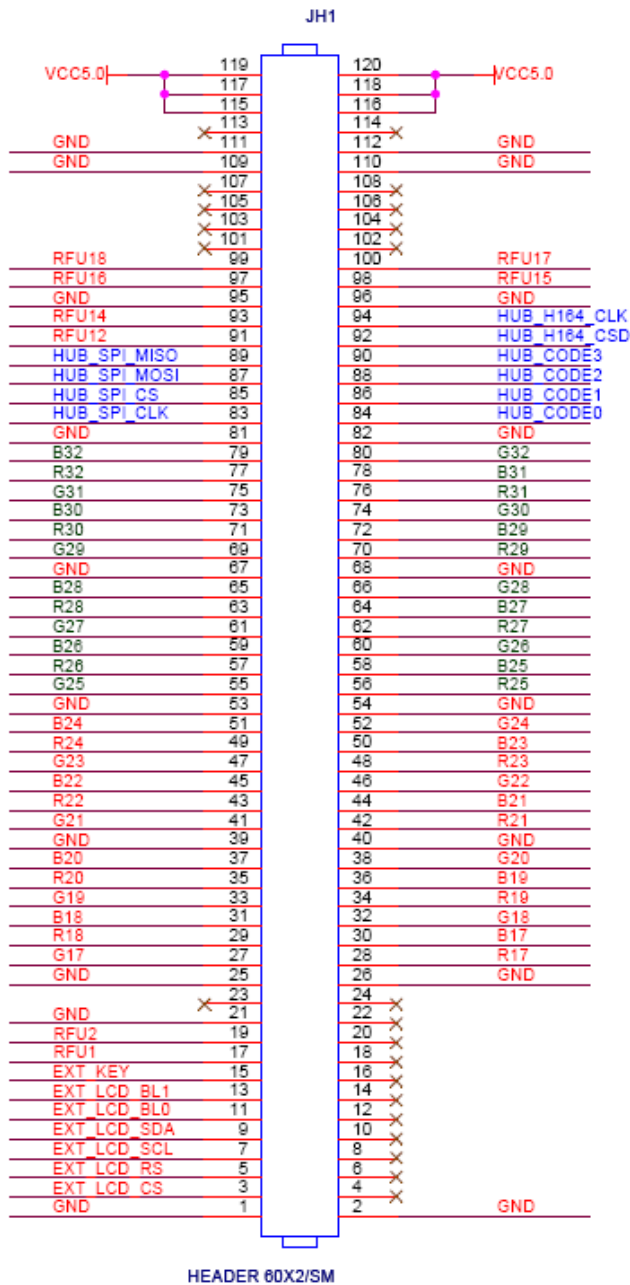 JH1
VCC5.0 119 120 VCC5.0
117 118
115 116
113 114
GND 111 112 GND
GND 109 110 GND
107 108
105 106
103 104
101 102
RFU18 99 100 RFU17
RFU16 97 98 RFU15
GND 95 96 GND
RFU14 93 94 HUB_H164_CLK
RFU12 91 92 HUB_H164_CSD
HUB_SPI_MISO 89 90 HUB_CODE3
HUB_SPI_MOSI 87 88 HUB_CODE2
HUB_SPI_CS 85 86 HUB_CODE1
HUB_SPI_CLK 83 84 HUB_CODE0
GND 81 82 GND
B32 79 80 G32
R32 77 78 B31
G31 75 76 R31
B30 73 74 G30
R30 71 72 B29
G29 69 70 R29
GND 67 68 GND
B28 65 66 G28
R28 63 64 B27
G27 61 62 R27
B26 59 60 G26
R26 57 58 B25
G25 55 56 R25
GND 53 54 GND
B24 51 52 G24
R24 49 50 B23
G23 47 48 R23
B22 45 46 G22
R22 43 44 B21
G21 41 42 R21
GND 39 40 GND
B20 37 38 G20
R20 35 36 B19
G19 33 34 R19
B18 31 32 G18
R18 29 30 B17
G17 27 28 R17
GND 25 26 GND
23 24
GND 21 22
RFU2 19 20
RFU1 17 18
EXT_KEY 15 16
EXT_LCD_BL1 13 14
EXT_LCD_BL0 11 12
EXT_LCD_SDA 9 10
EXT_LCD_SCL 7 8
EXT_LCD_RS 5 6
EXT_LCD_CS 3 4
GND 1 2 GND
HEADER 60X2/SM